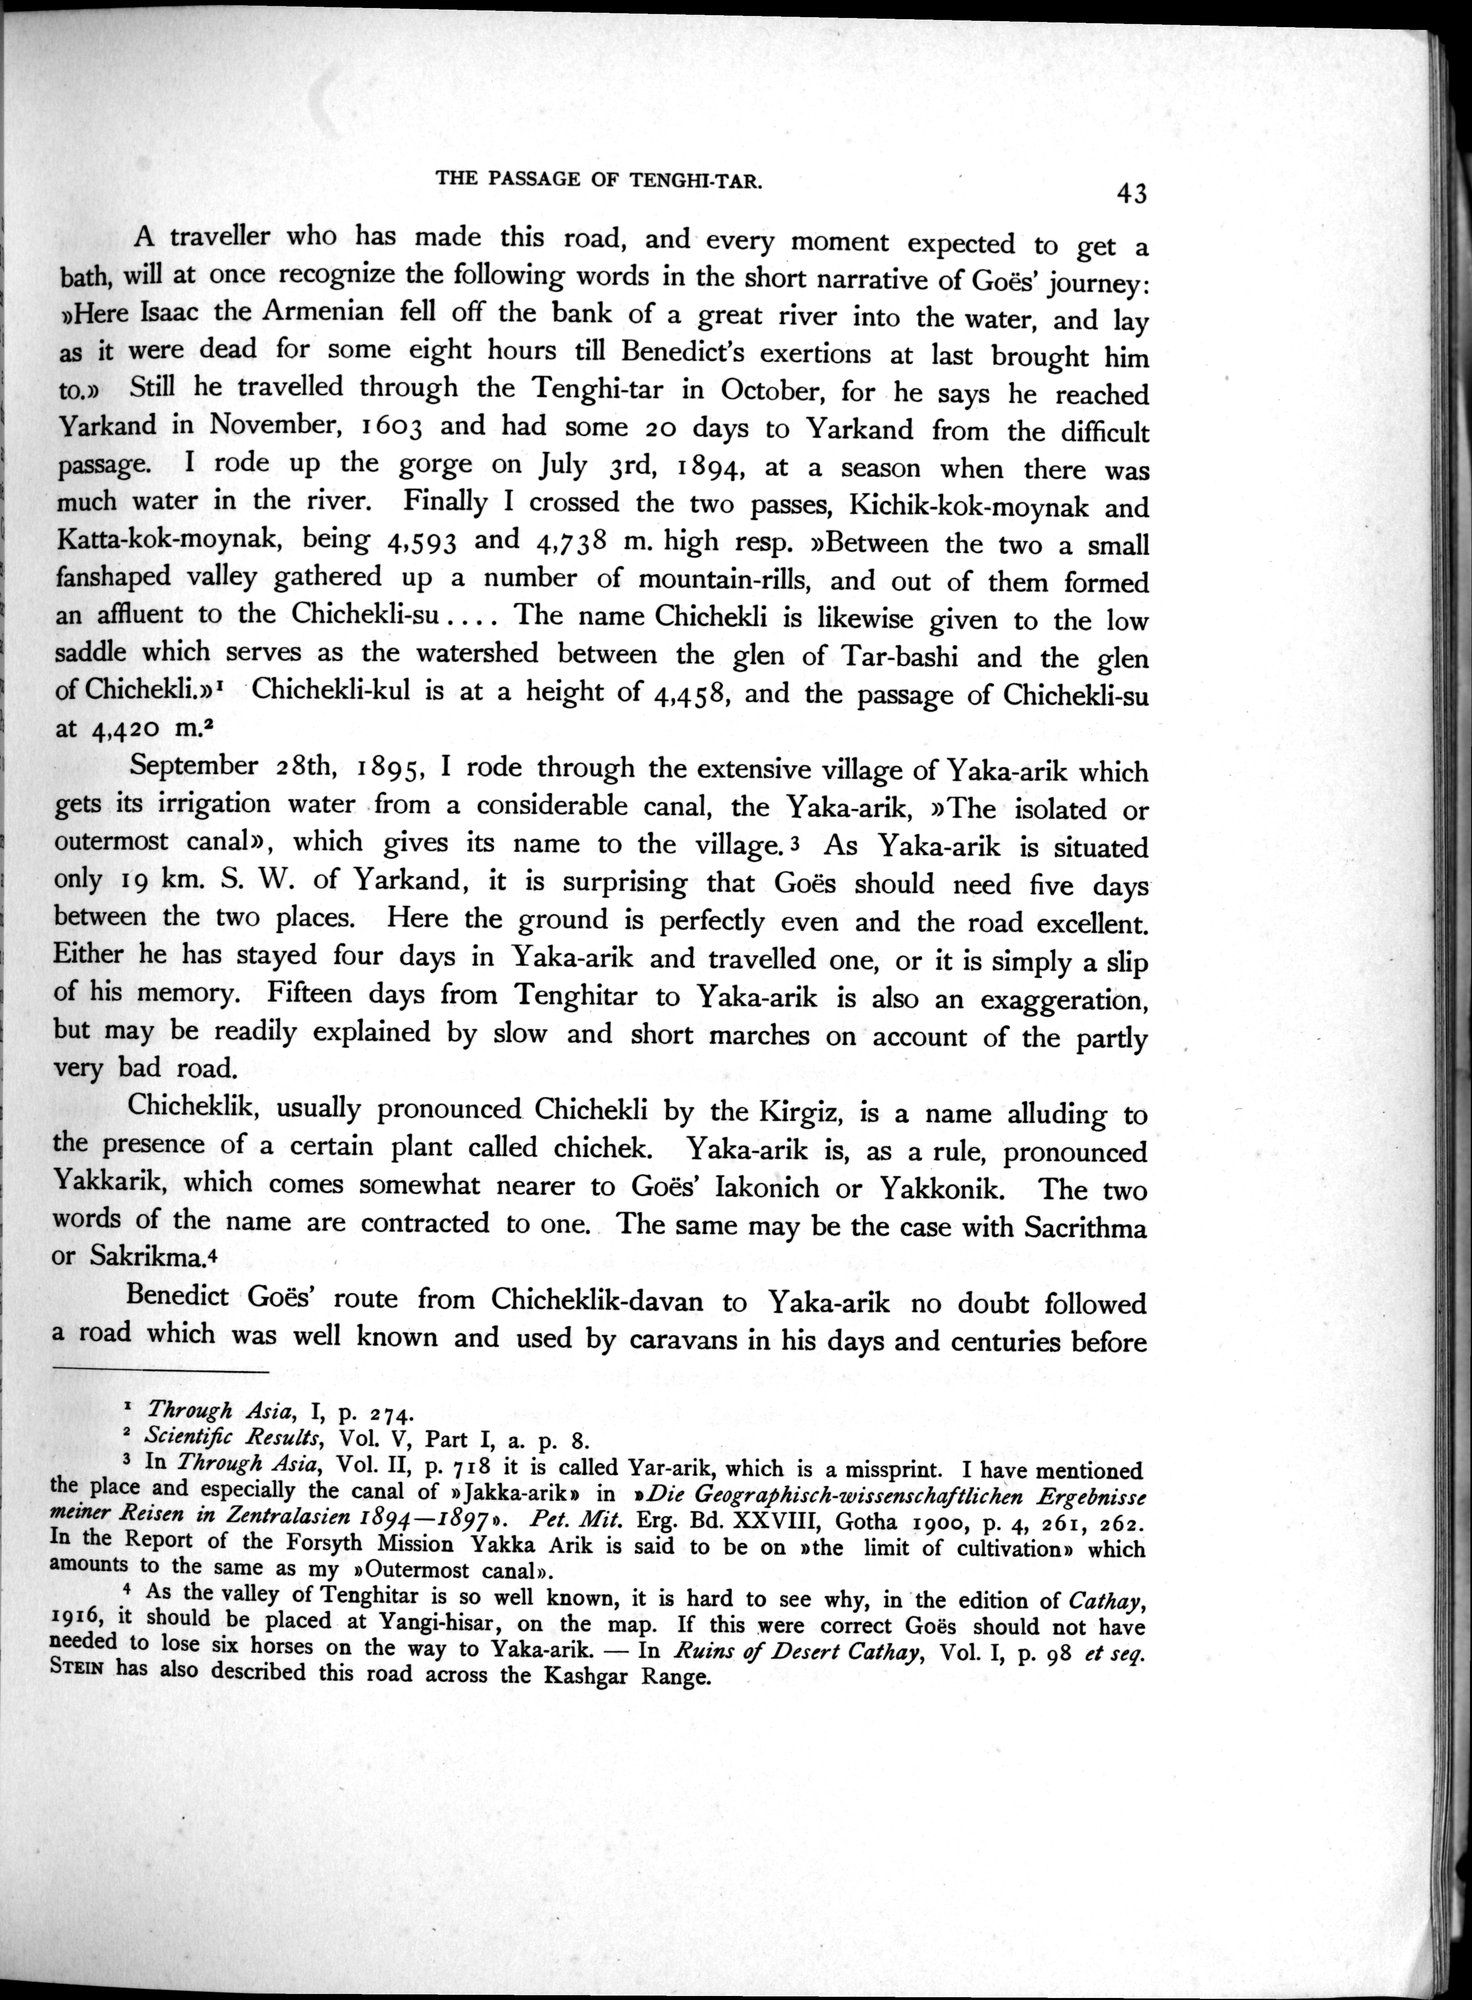 THE PASSAGE OF TENGHI-TAR.
43
A traveller who has made this road, and every moment expected to get a
bath, will at once recognize the following words in the short narrative of Goës' journey:
»Here Isaac the Armenian fell off the bank of a great river into the water, and lay
as it were dead for some eight hours till Benedict's exertions at last brought him
to.» Still he travelled through the Tenghi-tar in October, for he says he reached
Yarkand in November, 1603 and had some 20 days to Yarkand from the difficult
passage. I rode up the gorge on July 3rd, 1894, at a season when there was
much water in the river. Finally I crossed the two passes, Kichik-kok-moynak and
Katta-kok-moynak, being 4,593 and 4,738 m. high resp. »Between the two a small
fanshaped valley gathered up a number of mountain-rills, and out of them formed
an affluent to the Chichekli-su .... The name Chichekli is likewise given to the low
saddle which serves as the watershed between the glen of Tar-bashi and the glen
of Chichekli.»¹ Chichekli-kul is at a height of 4,458, and the passage of Chichekli-su
at 4,420 m.²
September 28th, 1895, I rode through the extensive village of Yaka-arik which
gets its irrigation water from a considerable canal, the Yaka-arik, »The isolated or
outermost canal», which gives its name to the village.³ As Yaka-arik is situated
only 19 km. S. W. of Yarkand, it is surprising that Goës should need five days
between the two places. Here the ground is perfectly even and the road excellent.
Either he has stayed four days in Yaka-arik and travelled one, or it is simply a slip
of his memory. Fifteen days from Tenghitar to Yaka-arik is also an exaggeration,
but may be readily explained by slow and short marches on account of the partly
very bad road.
Chicheklik, usually pronounced Chichekli by the Kirgiz, is a name alluding to
the presence of a certain plant called chichek. Yaka-arik is, as a rule, pronounced
Yakkarik, which comes somewhat nearer to Goës' Iakonich or Yakkonik. The two
words of the name are contracted to one. The same may be the case with Sacrithma
or Sakrikma.⁴
Benedict Goës' route from Chicheklik-davan to Yaka-arik no doubt followed
a road which was well known and used by caravans in his days and centuries before
¹ Through Asia, I, p. 274.
² Scientific Results, Vol. V, Part I, a. p. 8.
³ In Through Asia, Vol. II, p. 718 it is called Yar-arik, which is a missprint. I have mentioned
the place and especially the canal of »Jakka-arik» in »Die Geographisch-wissenschaftlichen Ergebnisse
meiner Reisen in Zentralasien 1894—1897». Pet. Mit. Erg. Bd. XXVIII, Gotha 1900, p. 4, 261, 262.
In the Report of the Forsyth Mission Yakka Arik is said to be on »the limit of cultivation» which
amounts to the same as my »Outermost canal».
⁴ As the valley of Tenghitar is so well known, it is hard to see why, in the edition of Cathay,
1916, it should be placed at Yangi-hisar, on the map. If this were correct Goës should not have
needed to lose six horses on the way to Yaka-arik. — In Ruins of Desert Cathay, Vol. I, p. 98 et seq.
STEIN has also described this road across the Kashgar Range.